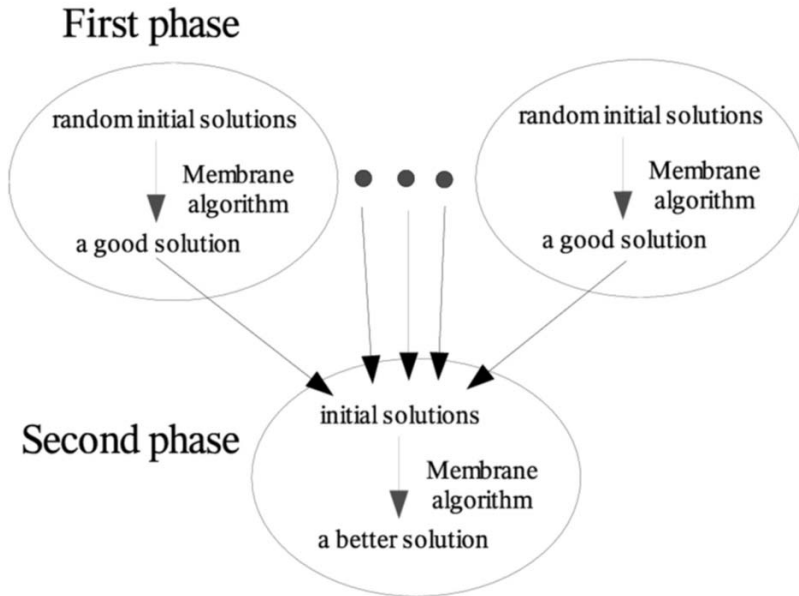 First phase
random initial solutions
Membrane
algorithm
a good solution
random initial solutions
Membrane
algorithm
a good solution
Second phase
initial solutions
Membrane
algorithm
a better solution